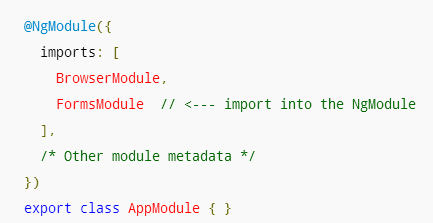 @NgModule({
  imports: [
    BrowserModule,
    FormsModule  // <--- import into the NgModule
  ],
  /* Other module metadata */
})
export class AppModule { }